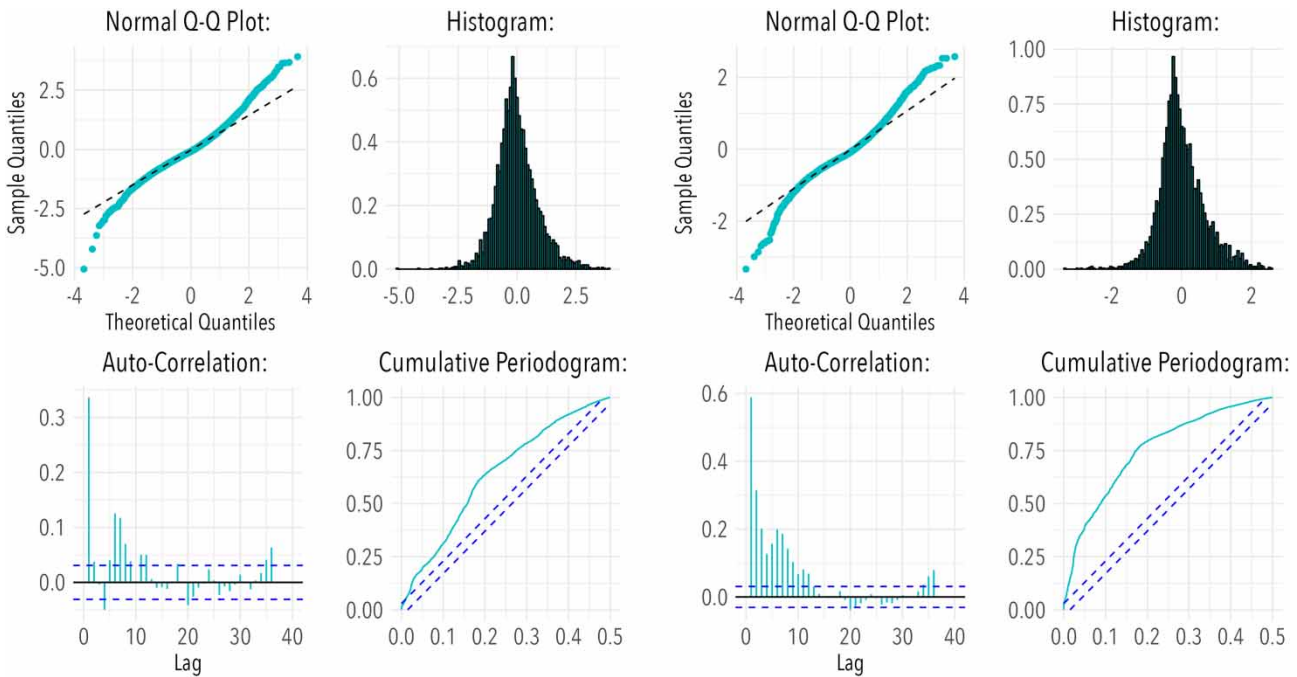 Normal Q-Q Plot:
Sample Quantiles
2.5
0.0
-2.5
-5.0
-4 -2 0 2 4
Theoretical Quantiles
Histogram:
0.6
0.4
0.2
0.0
-5.0 -2.5 0.0 2.5
Normal Q-Q Plot:
Sample Quantiles
2
0
-2
-4 -2 0 2 4
Theoretical Quantiles
Histogram:
1.00
0.75
0.50
0.25
0.00
-2 0 2
Auto-Correlation:
0.3
0.2
0.1
0.0
0 10 20 30 40
Lag
Cumulative Periodogram:
1.00
0.75
0.50
0.25
0.00
0.0 0.1 0.2 0.3 0.4 0.5
Auto-Correlation:
0.6
0.4
0.2
0.0
0 10 20 30 40
Lag
Cumulative Periodogram:
1.00
0.75
0.50
0.25
0.00
0.0 0.1 0.2 0.3 0.4 0.5